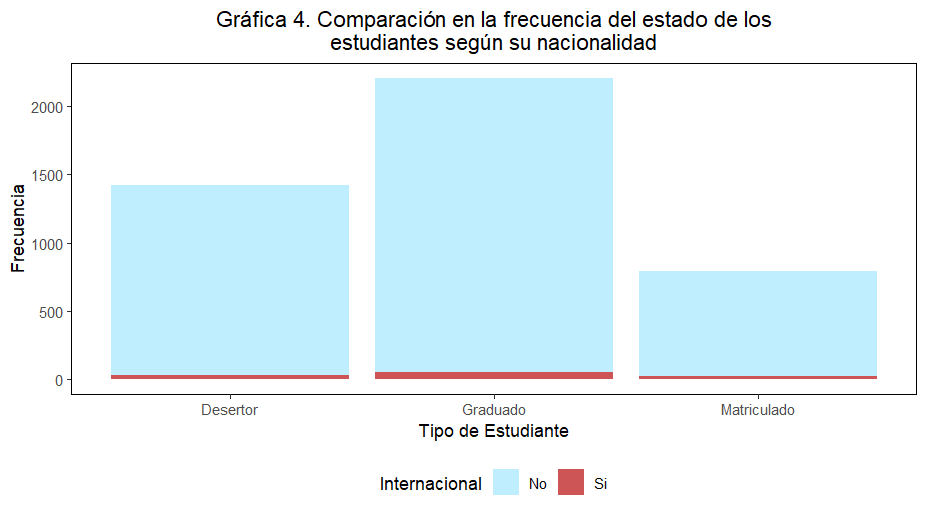 Gráfica 4. Comparación en la frecuencia del estado de los
estudiantes según su nacionalidad
Frecuencia
2000
1500
1000
500
0
Desertor
Graduado
Matriculado
Tipo de Estudiante
Internacional
No
Si